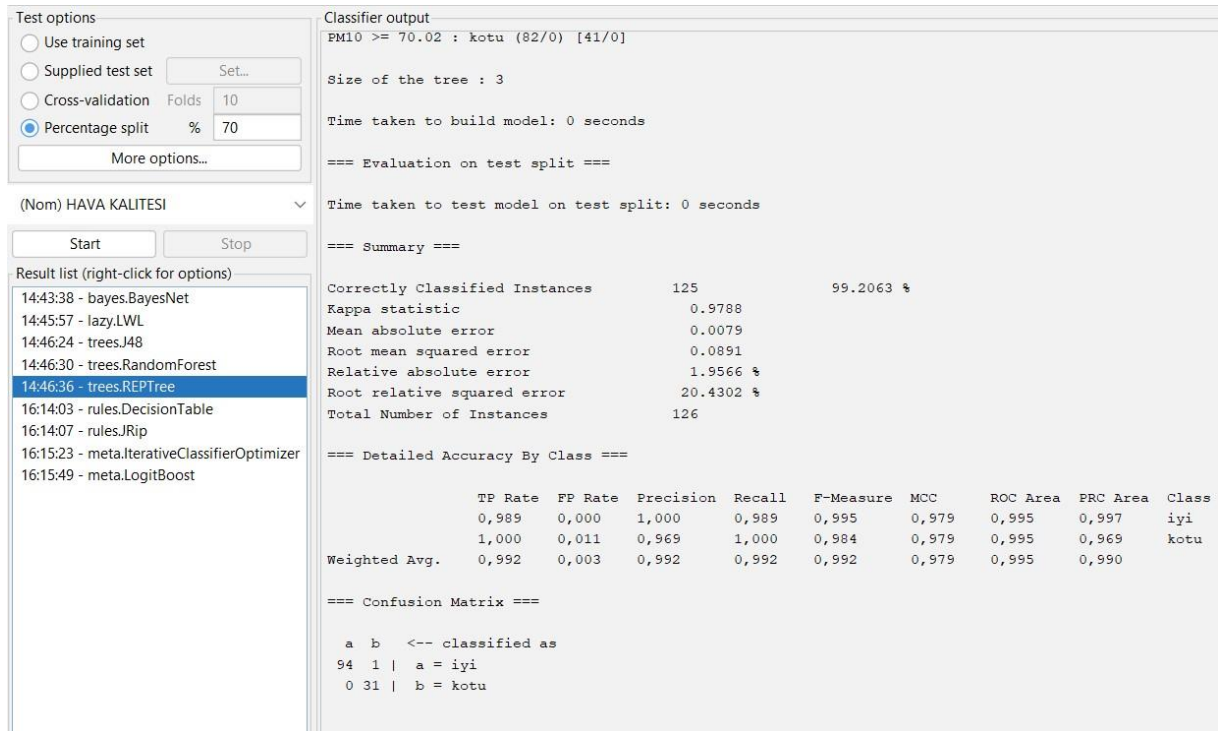 Test options
Use training set
Supplied test set Set...
Cross-validation Folds 10
Percentage split % 70
More options...
(Nom) HAVA KALITESI
Start Stop
Result list (right-click for options)
14:43:38 - bayes.BayesNet
14:45:57 - lazy.LWL
14:46:24 - trees.J48
14:46:30 - trees.RandomForest
14:46:36 - trees.REPTree
16:14:03 - rules.DecisionTable
16:14:07 - rules.JRip
16:15:23 - meta.IterativeClassifierOptimizer
16:15:49 - meta.LogitBoost
Classifier output
PM10 >= 70.02 : kotu (82/0) [41/0]
Size of the tree : 3
Time taken to build model: 0 seconds
=== Evaluation on test split ===
Time taken to test model on test split: 0 seconds
=== Summary ===
Correctly Classified Instances 125 99.2063 %
Kappa statistic 0.9788
Mean absolute error 0.0079
Root mean squared error 0.0891
Relative absolute error 1.9566 %
Root relative squared error 20.4302 %
Total Number of Instances 126
=== Detailed Accuracy By Class ===
TP Rate FP Rate Precision Recall F-Measure MCC ROC Area PRC Area Class
0,989 0,000 1,000 0,989 0,995 0,979 0,995 0,997 iyi
1,000 0,011 0,969 1,000 0,984 0,979 0,995 0,969 kotu
Weighted Avg. 0,992 0,003 0,992 0,992 0,992 0,979 0,995 0,990
=== Confusion Matrix ===
a b <-- classified as
94 1 | a = iyi
0 31 | b = kotu